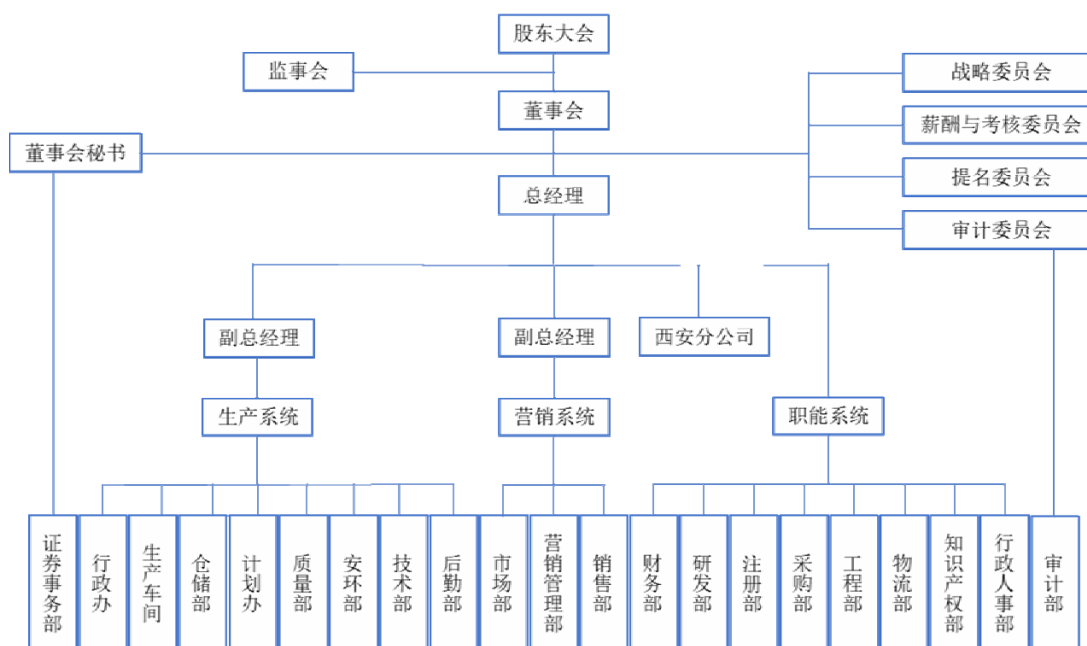 股东大会
监事会
战略委员会
董事会
薪酬与考核委员会
董事会秘书
提名委员会
总经理
审计委员会
副总经理
副总经理
西安分公司
生产系统
营销系统
职能系统
证券事务部
行政办
生产车间
仓储部
计划办
质量部
安环部
技术部
后勤部
市场部
营销管理部
销售部
财务部
研发部
注册部
采购部
工程部
物流部
知识产权部
行政人事部
审计部